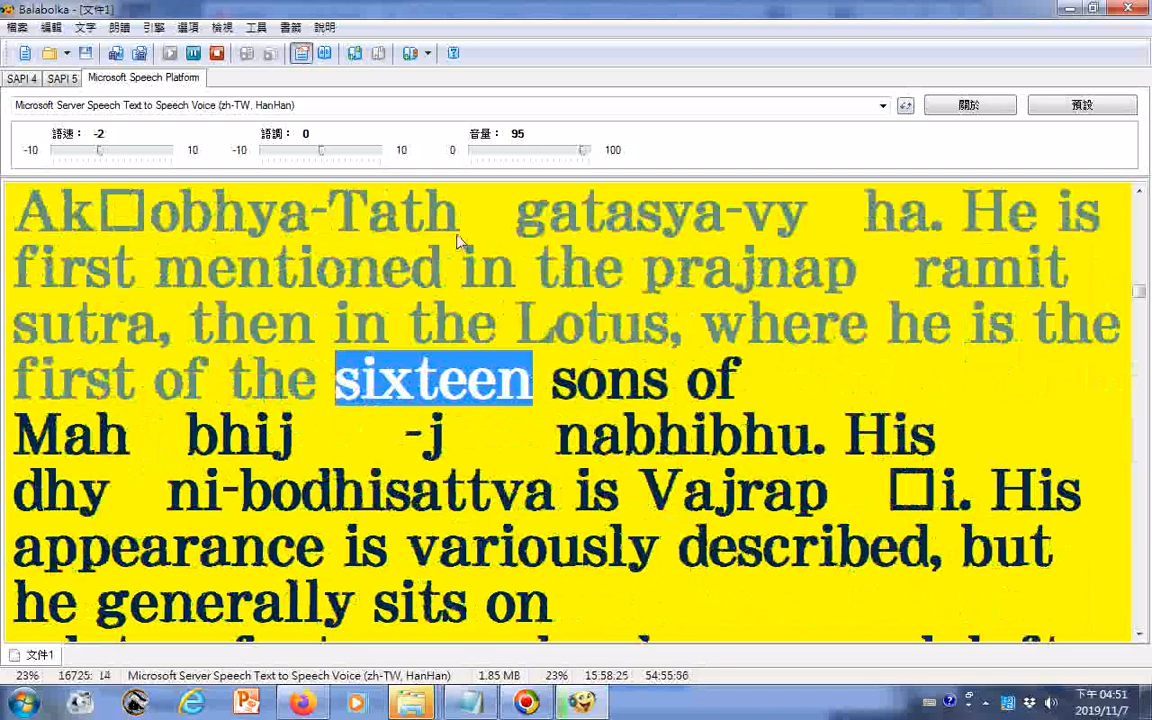 Balabolka - [文件1]
檔案 編輯 文字 朗讀 引擎 選項 檢視 工具 書籤 說明
SAPI 4 SAPI 5 Microsoft Speech Platform
Microsoft Server Speech Text to Speech Voice (zh-TW, HanHan) 關於 預設
語速： -2 語調： 0 音量： 95
-10 10 -10 10 0 100
Ak□obhya-Tath gatasya-vy ha. He is
first mentioned in the prajnap ramit
sutra, then in the Lotus, where he is the
first of the sixteen sons of
Mah bhij -j nabhibhu. His
dhy ni-bodhisattva is Vajrap □i. His
appearance is variously described, but
he generally sits on
文件1
23% 16725: 14 Microsoft Server Speech Text to Speech Voice (zh-TW, HanHan) 1.85 MB 23% 15:58:25 54:55:56
下午 04:51
2019/11/7